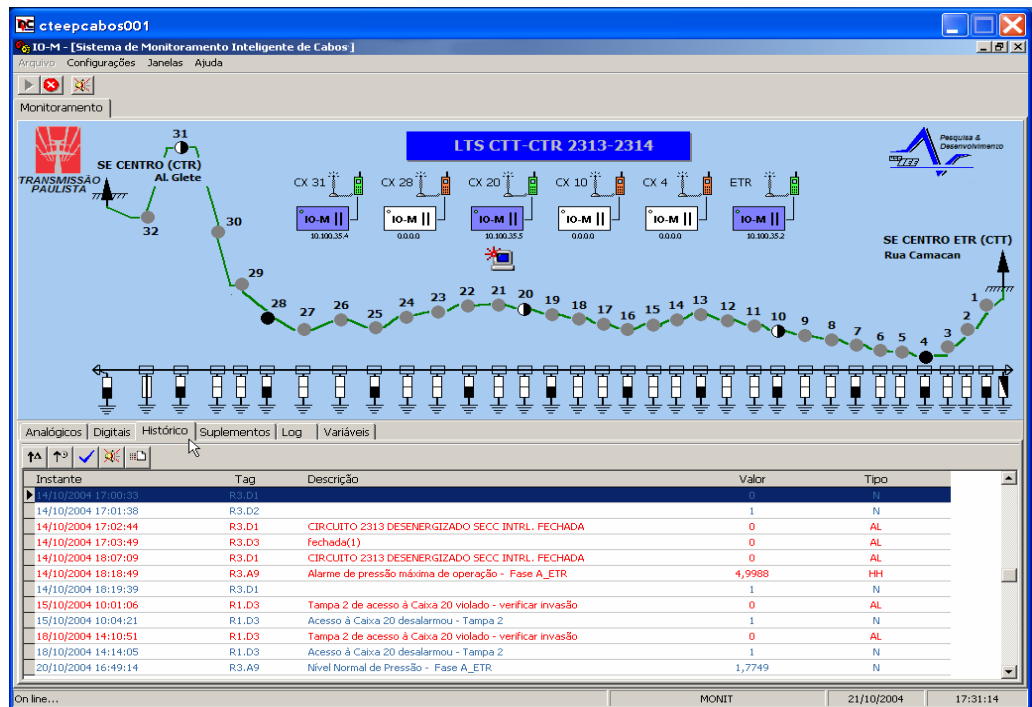 cteepcabos001
IO-M - [Sistema de Monitoramento Inteligente de Cabos]
Arquivo Configurações Janelas Ajuda
Monitoramento
LTS CTT-CTR 2313-2314
TRANSMISSÃO
PAULISTA
Pesquisa &
Desenvolvimento
SE CENTRO (CTR)
Al. Glete
CX 31 CX 28 CX 20 CX 10 CX 4 ETR
IO-M IO-M IO-M IO-M IO-M IO-M
10.100.35.4 0.0.0.0 10.100.35.5 0.0.0.0 0.0.0.0 10.100.35.2
SE CENTRO ETR (CTT)
Rua Camacan
32 31 30 29 28 27 26 25 24 23 22 21 20 19 18 17 16 15 14 13 12 11 10 9 8 7 6 5 4 3 2 1
Analógicos Digitais Histórico Suplementos Log Variáveis
Instante Tag Descrição Valor Tipo
14/10/2004 17:00:33 R3.D1 0 N
14/10/2004 17:01:38 R3.D2 1 N
14/10/2004 17:02:44 R3.D1 CIRCUITO 2313 DESENERGIZADO SECC INTRL. FECHADA 0 AL
14/10/2004 17:03:49 R3.D3 fechada(1) 0 AL
14/10/2004 18:07:09 R3.D1 CIRCUITO 2313 DESENERGIZADO SECC INTRL. FECHADA 0 AL
14/10/2004 18:18:49 R3.A9 Alarme de pressão máxima de operação - Fase A_ETR 4,9988 HH
14/10/2004 18:19:39 R3.D1 1 N
15/10/2004 10:01:06 R1.D3 Tampa 2 de acesso à Caixa 20 violado - verificar invasão 0 AL
15/10/2004 10:04:21 R1.D3 Acesso à Caixa 20 desalarmou - Tampa 2 1 N
18/10/2004 14:10:51 R1.D3 Tampa 2 de acesso à Caixa 20 violado - verificar invasão 0 AL
18/10/2004 14:14:05 R1.D3 Acesso à Caixa 20 desalarmou - Tampa 2 1 N
20/10/2004 16:49:14 R3.A9 Nível Normal de Pressão - Fase A_ETR 1,7749 N
On line... MONIT 21/10/2004 17:31:14